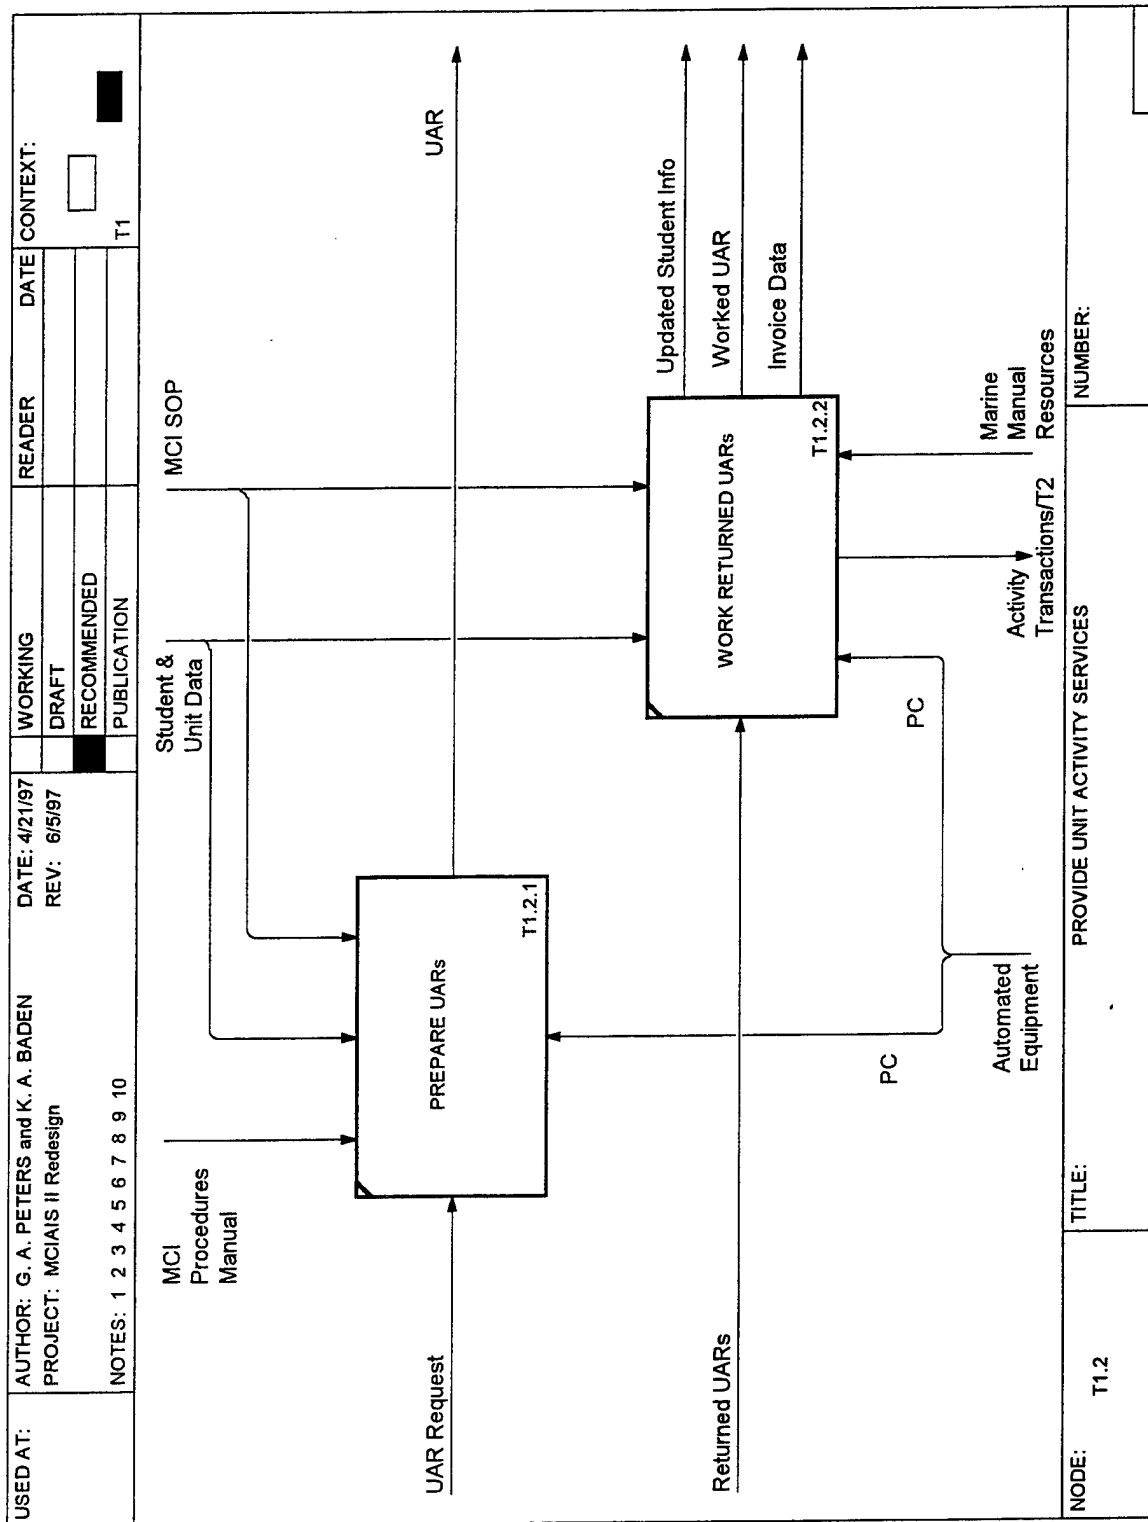 USED AT:
AUTHOR: G. A. PETERS and K. A. BADEN
PROJECT: MCIAIS II Redesign
NOTES: 1 2 3 4 5 6 7 8 9 10
DATE: 4/21/97
REV: 6/5/97
WORKING
DRAFT
RECOMMENDED
PUBLICATION
READER
DATE
CONTEXT:
T1
MCI
Procedures
Manual
Student &
Unit Data
MCI SOP
UAR Request
PREPARE UARs
T1.2.1
UAR
Returned UARs
WORK RETURNED UARs
T1.2.2
Updated Student Info
Worked UAR
Invoice Data
PC
PC
Automated
Equipment
Activity
Transactions/T2
Marine
Manual
Resources
NODE:
T1.2
TITLE:
PROVIDE UNIT ACTIVITY SERVICES
NUMBER: